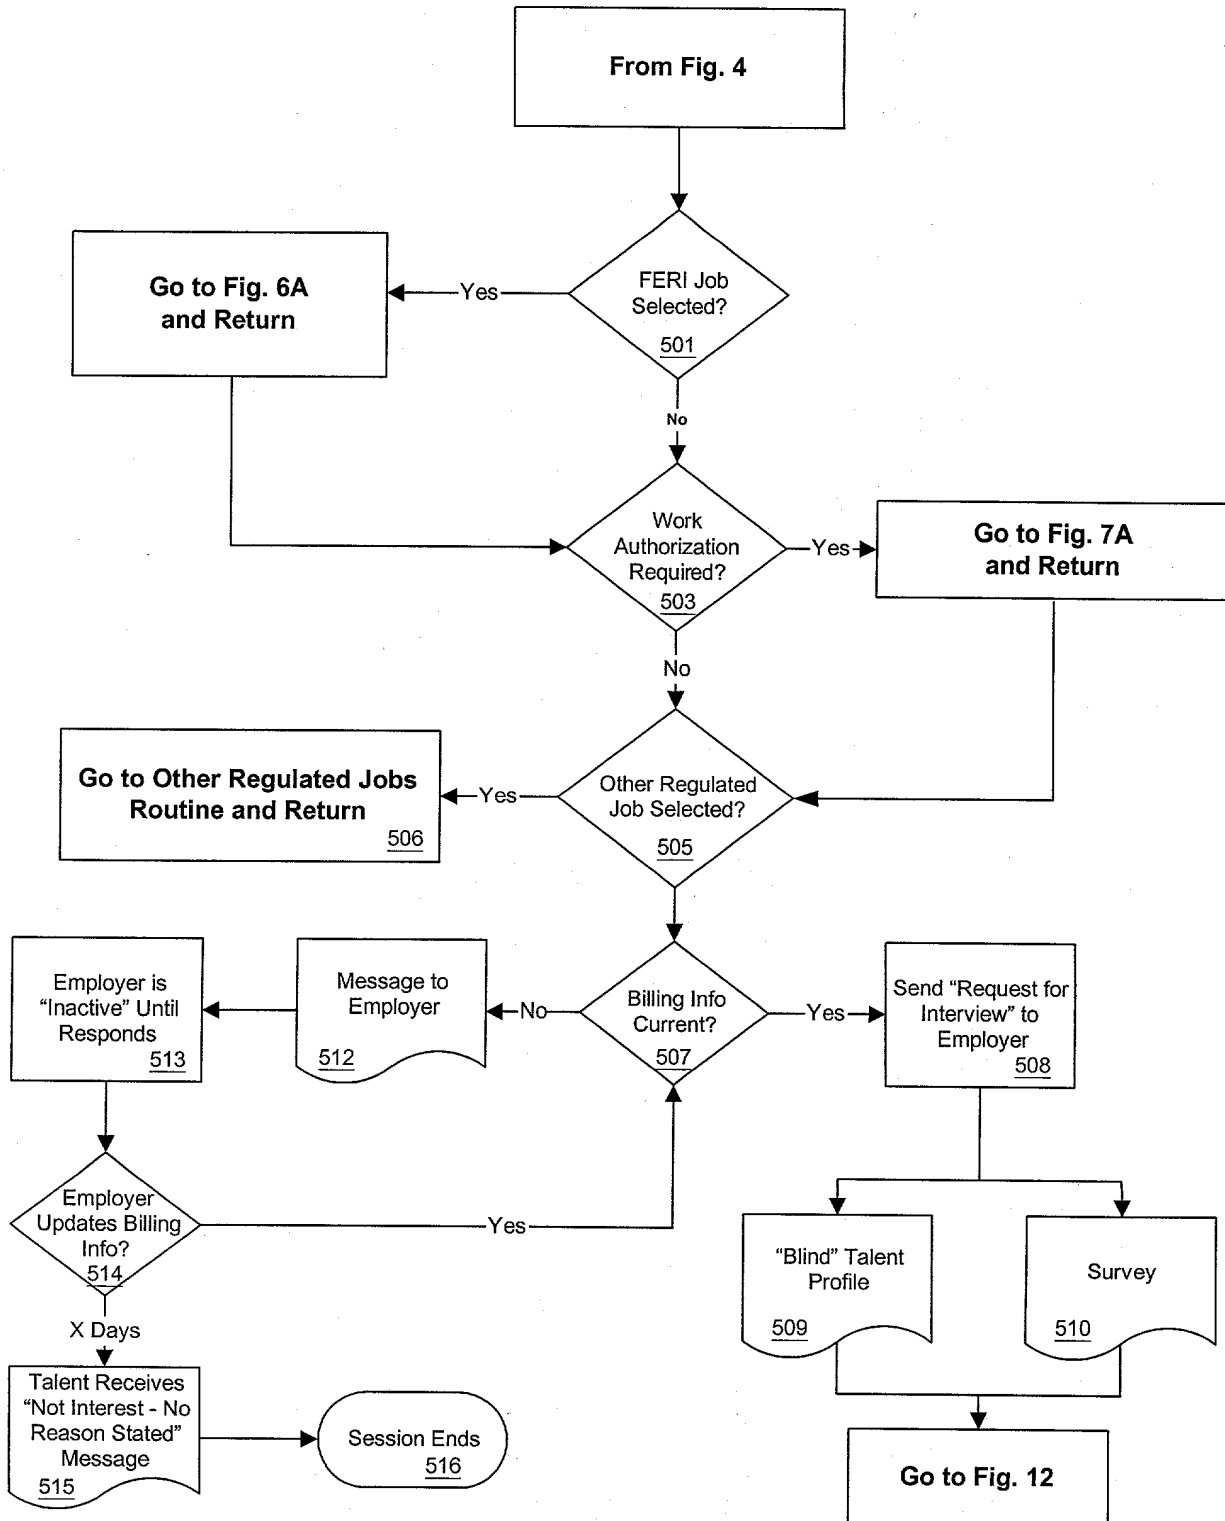 From Fig. 4
FERI Job
Selected?
501
Yes
Go to Fig. 6A
and Return
No
Work
Authorization
Required?
503
Yes
Go to Fig. 7A
and Return
No
Other Regulated
Job Selected?
505
Yes
Go to Other Regulated Jobs
Routine and Return
506
Billing Info
Current?
507
Yes
Send “Request for
Interview” to
Employer
508
No
Message to
Employer
512
Employer is
“Inactive” Until
Responds
513
Employer
Updates Billing
Info?
514
Yes
X Days
Talent Receives
“Not Interest - No
Reason Stated”
Message
515
Session Ends
516
“Blind” Talent
Profile
509
Survey
510
Go to Fig. 12